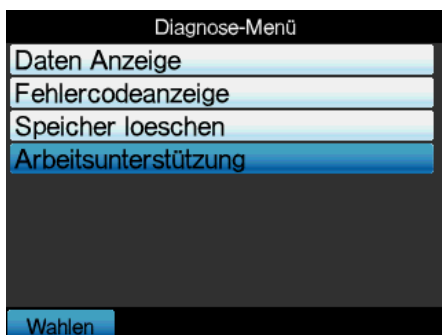 Diagnose-Menü
Daten Anzeige
Fehlercodeanzeige
Speicher loeschen
Arbeitsunterstützung
Wahlen